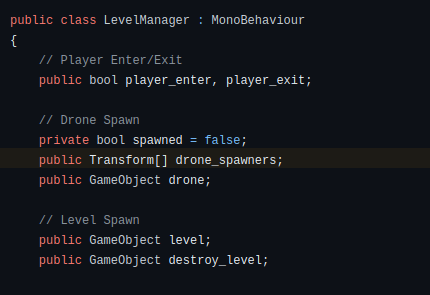 public class LevelManager : MonoBehaviour
{
    // Player Enter/Exit
    public bool player_enter, player_exit;
    // Drone Spawn
    private bool spawned = false;
    public Transform[] drone_spawners;
    public GameObject drone;
    // Level Spawn
    public GameObject level;
    public GameObject destroy_level;